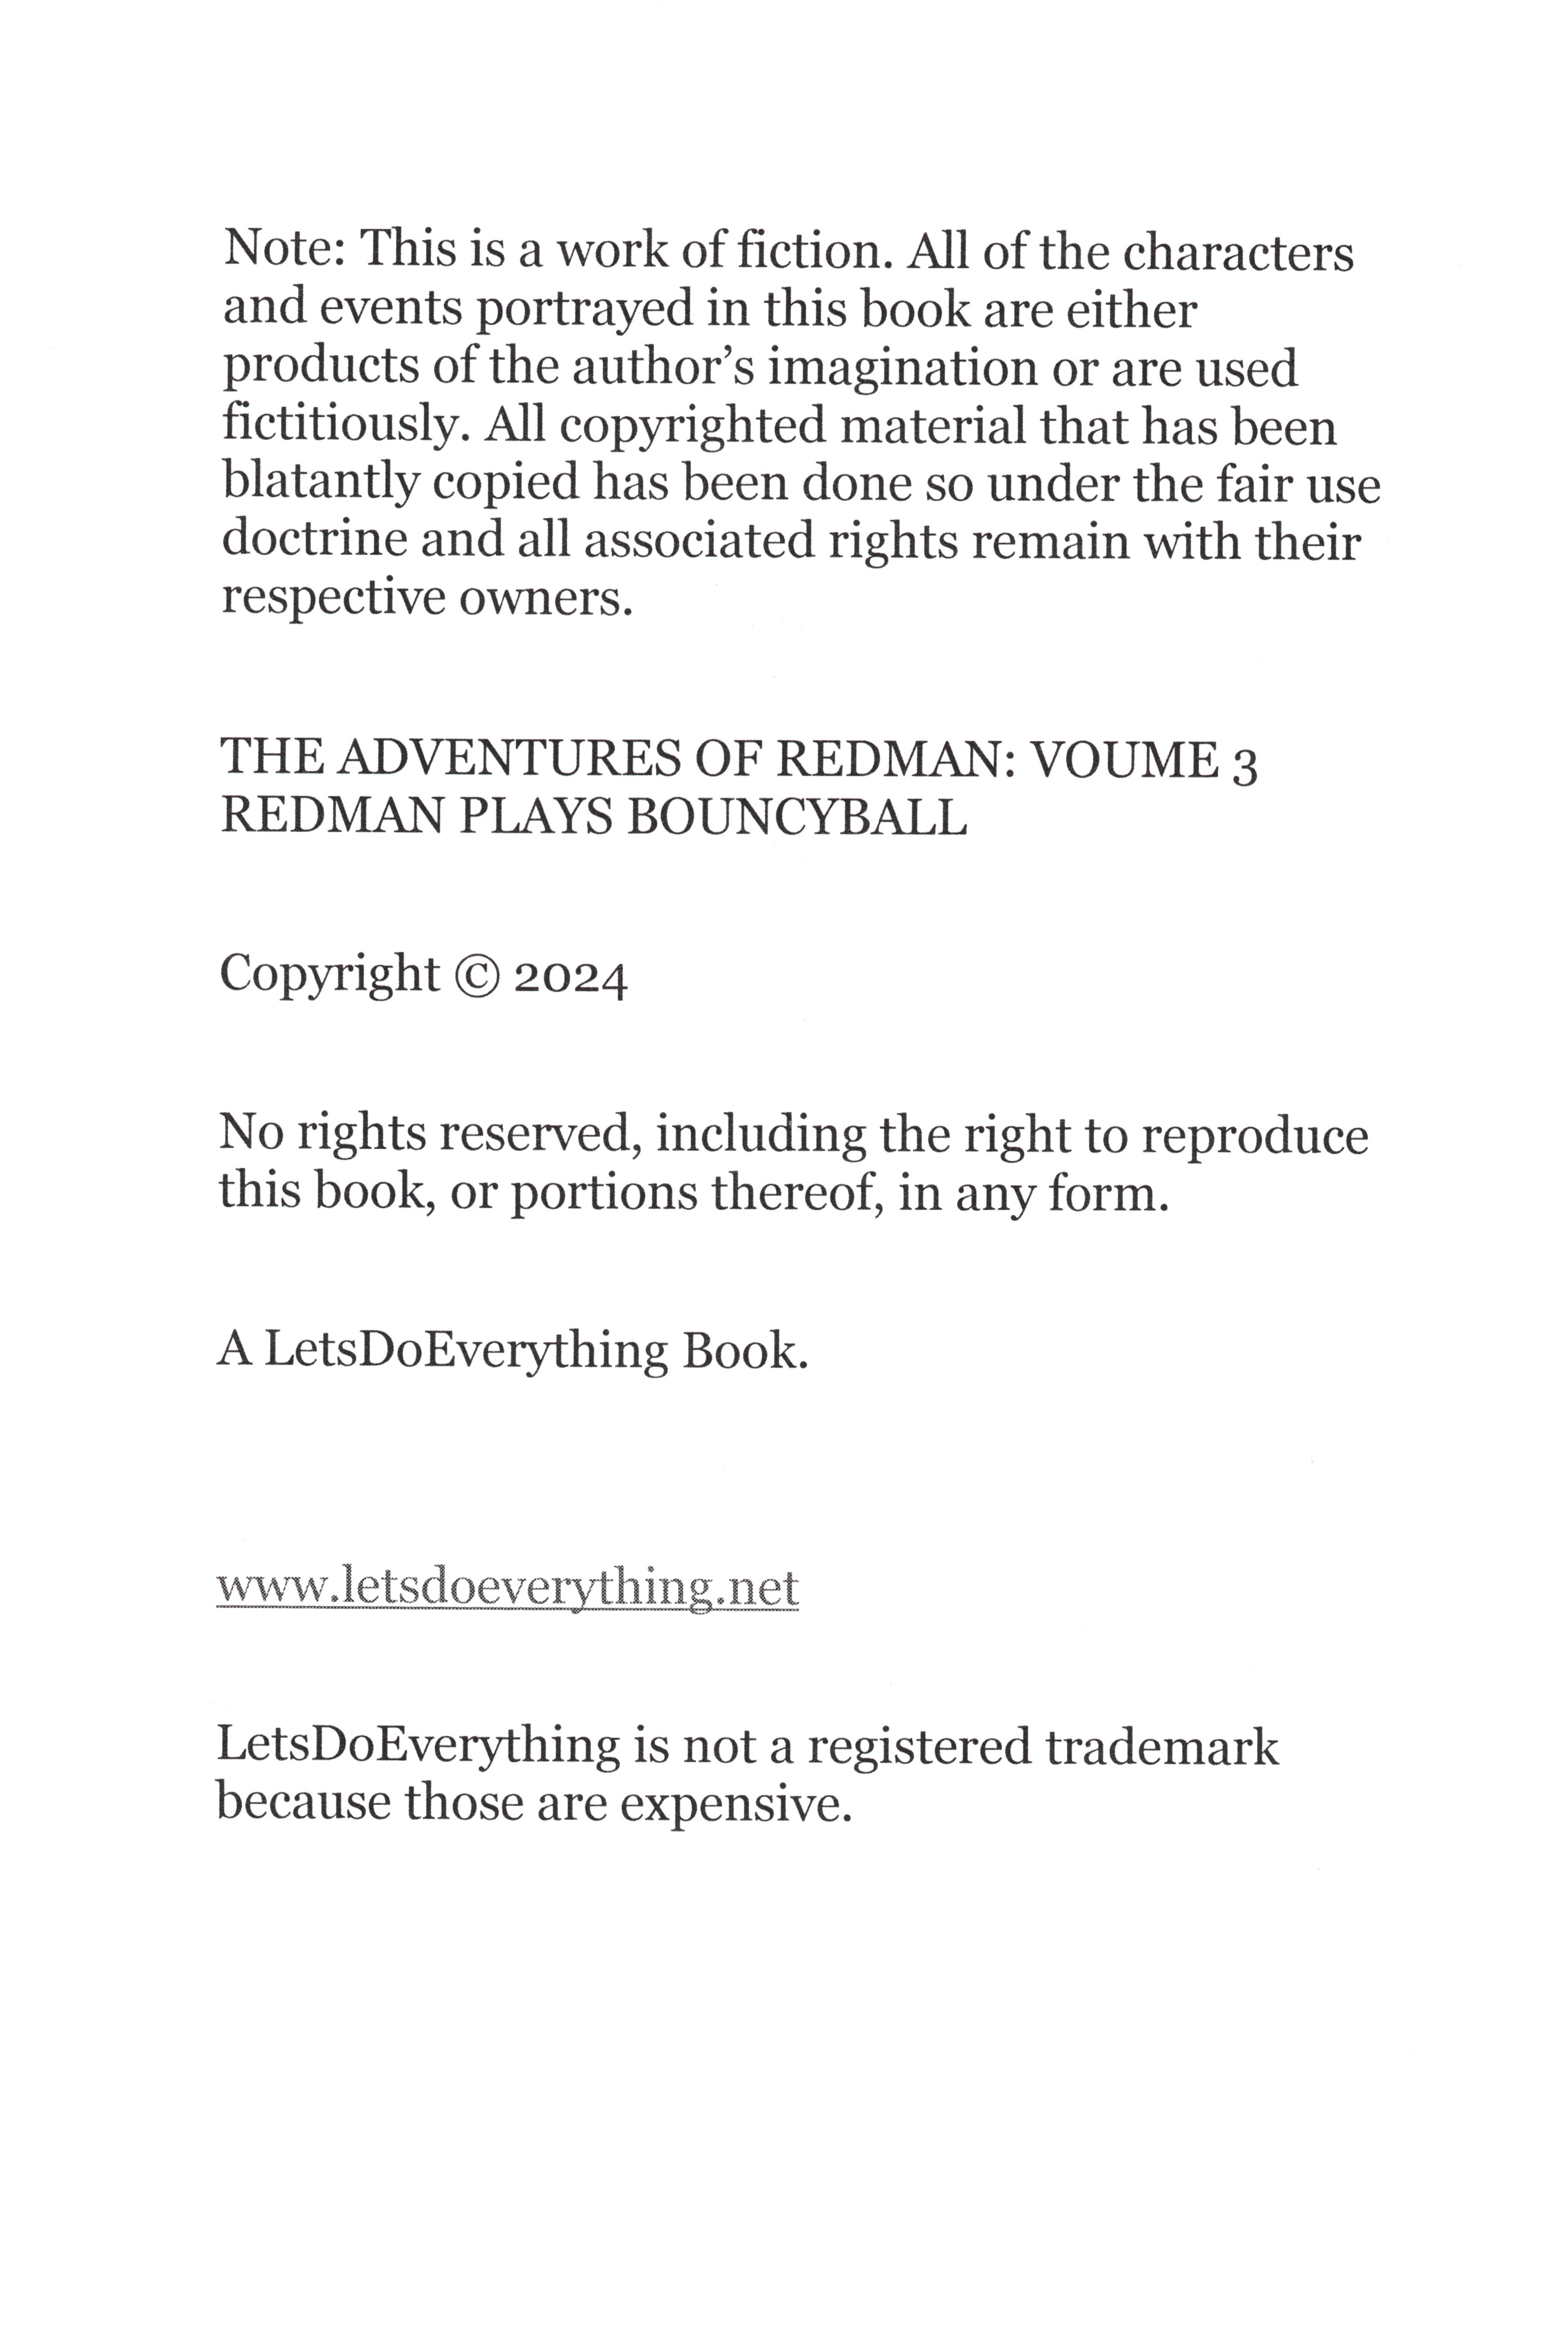 Note: This is a work of fiction. All of the characters
and events portrayed in this book are either
products of the author’s imagination or are used
fictitiously. All copyrighted material that has been
blatantly copied has been done so under the fair use
doctrine and all associated rights remain with their
respective owners.
THE ADVENTURES OF REDMAN: VOUME 3
REDMAN PLAYS BOUNCYBALL
Copyright © 2024
No rights reserved, including the right to reproduce
this book, or portions thereof, in any form.
A LetsDoEverything Book.
www.letsdoeverything.net
LetsDoEverything is not a registered trademark
because those are expensive.